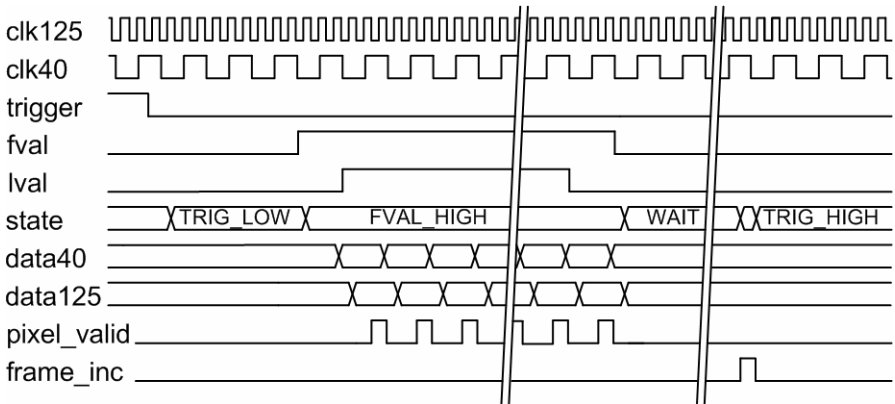 clk125
clk40
trigger
fval
lval
state TRIG_LOW FVAL_HIGH WAIT TRIG_HIGH
data40
data125
pixel_valid
frame_inc